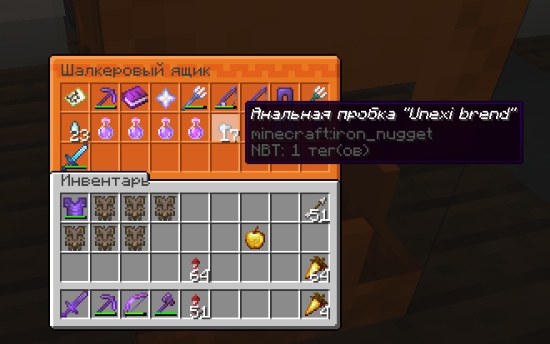 Шалкеровый ящик
Анальная пробка "Unexi brend"
minecraft:iron_nugget
NBT: 1 тег(ов)
23
17
Инвентарь
51
64
64
51
4